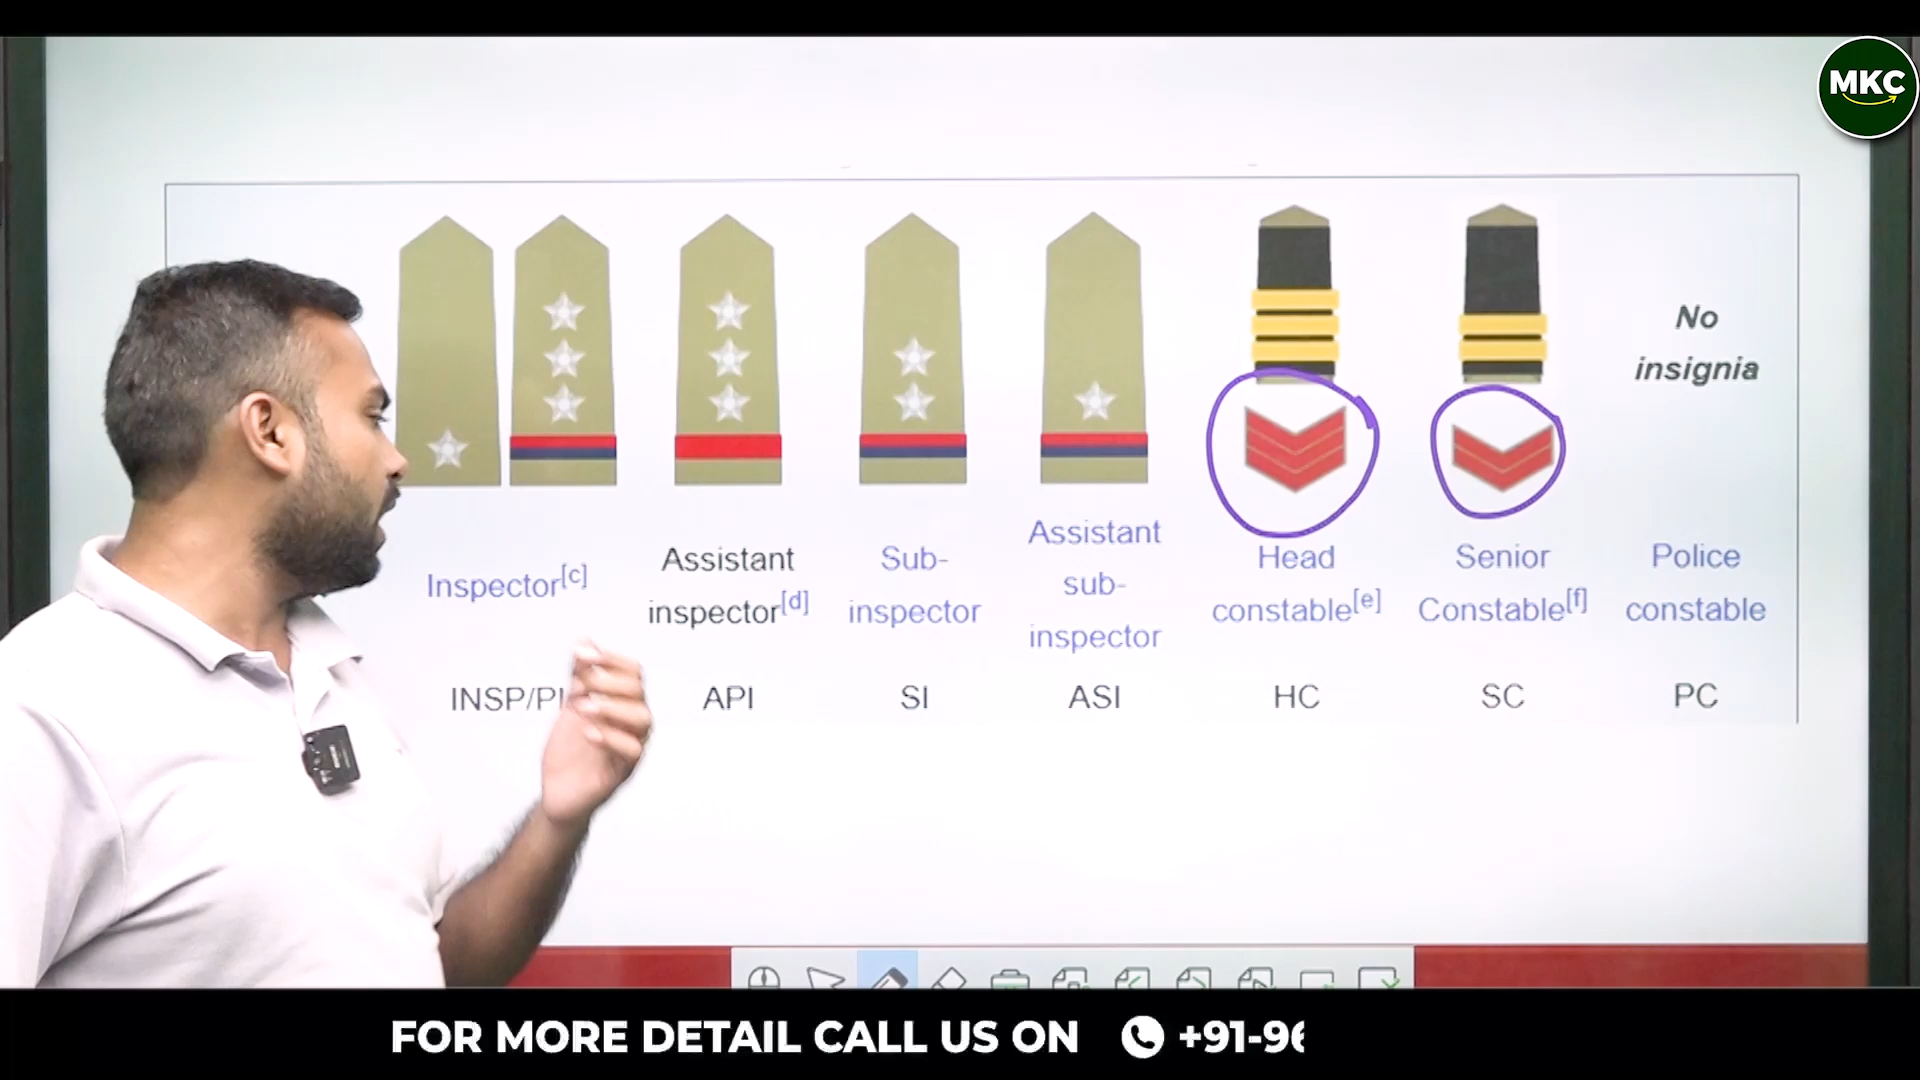 MKC
No
insignia
Inspector[c]
Assistant
inspector[d]
Sub-
inspector
Assistant
sub-
inspector
Head
constable[e]
Senior
Constable[f]
Police
constable
INSP/PI
API
SI
ASI
HC
SC
PC
FOR MORE DETAIL CALL US ON +91-96